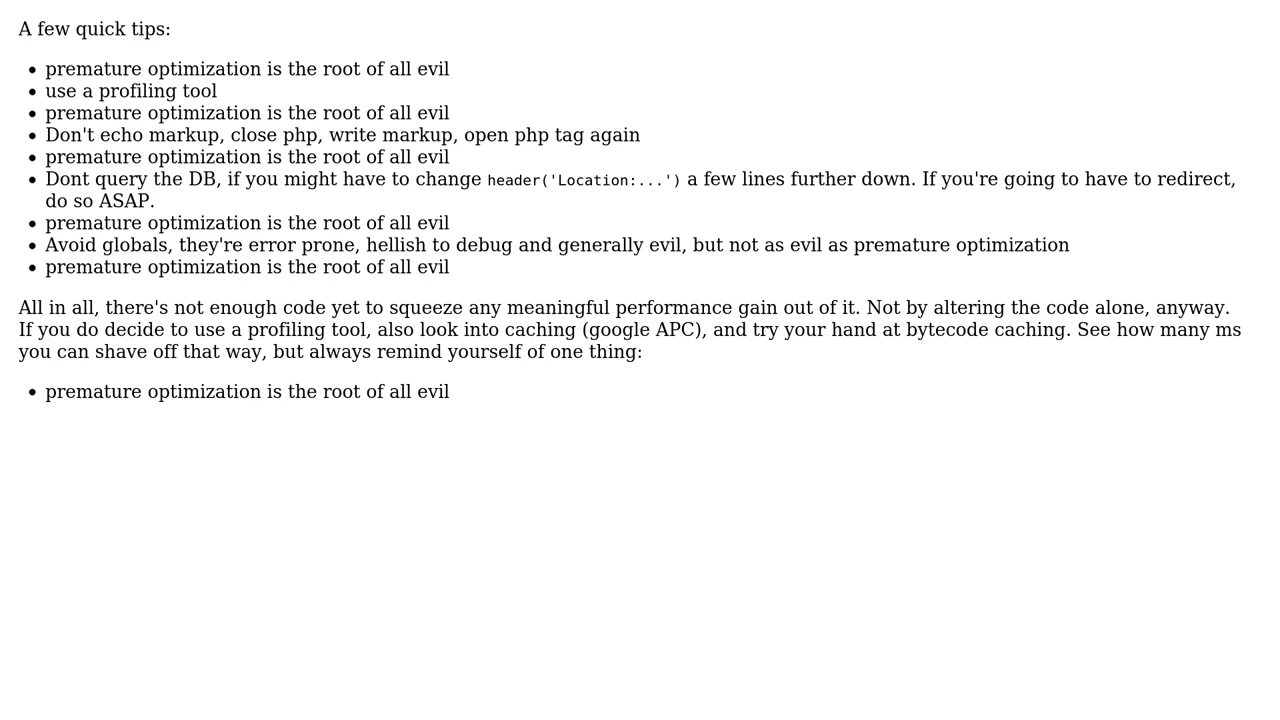 A few quick tips:
premature optimization is the root of all evil
use a profiling tool
premature optimization is the root of all evil
Don't echo markup, close php, write markup, open php tag again
premature optimization is the root of all evil
Dont query the DB, if you might have to change header('Location:...') a few lines further down. If you're going to have to redirect,
do so ASAP.
premature optimization is the root of all evil
Avoid globals, they're error prone, hellish to debug and generally evil, but not as evil as premature optimization
premature optimization is the root of all evil
All in all, there's not enough code yet to squeeze any meaningful performance gain out of it. Not by altering the code alone, anyway.
If you do decide to use a profiling tool, also look into caching (google APC), and try your hand at bytecode caching. See how many ms
you can shave off that way, but always remind yourself of one thing:
premature optimization is the root of all evil